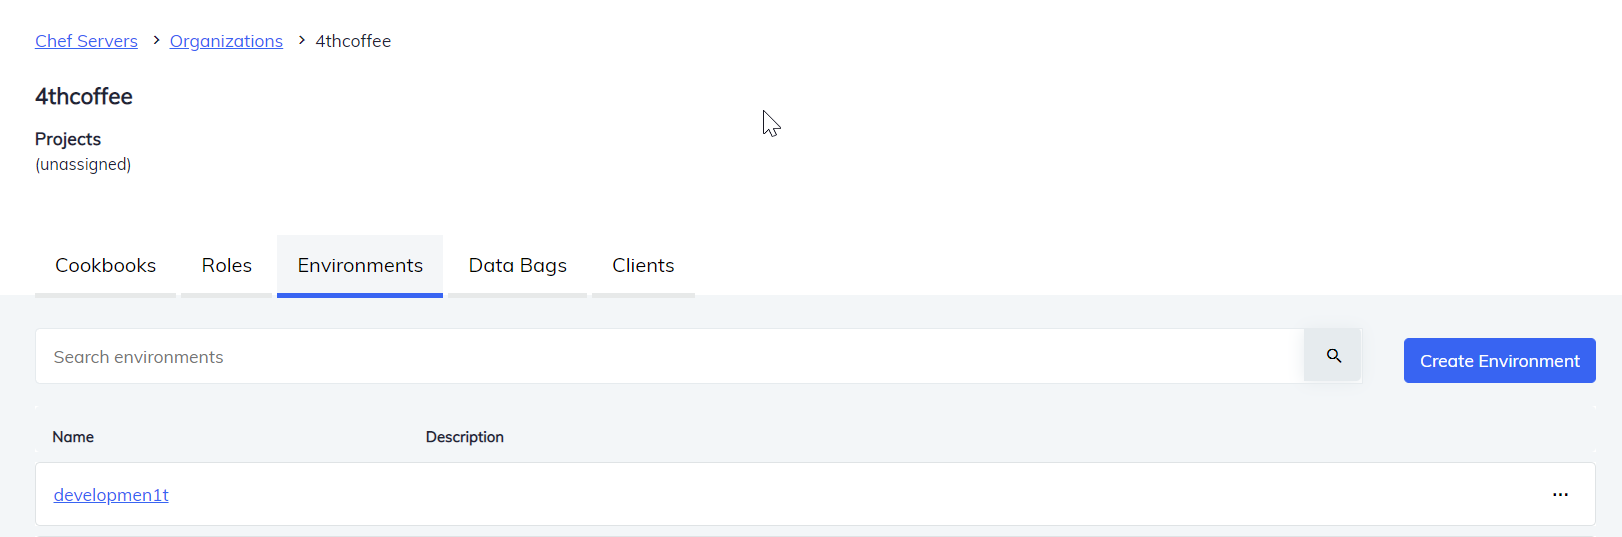 Chef Servers > Organizations > 4thcoffee
4thcoffee
Projects
(unassigned)
Cookbooks Roles Environments Data Bags Clients
Search environments
Create Environment
Name Description
developmen1t ...